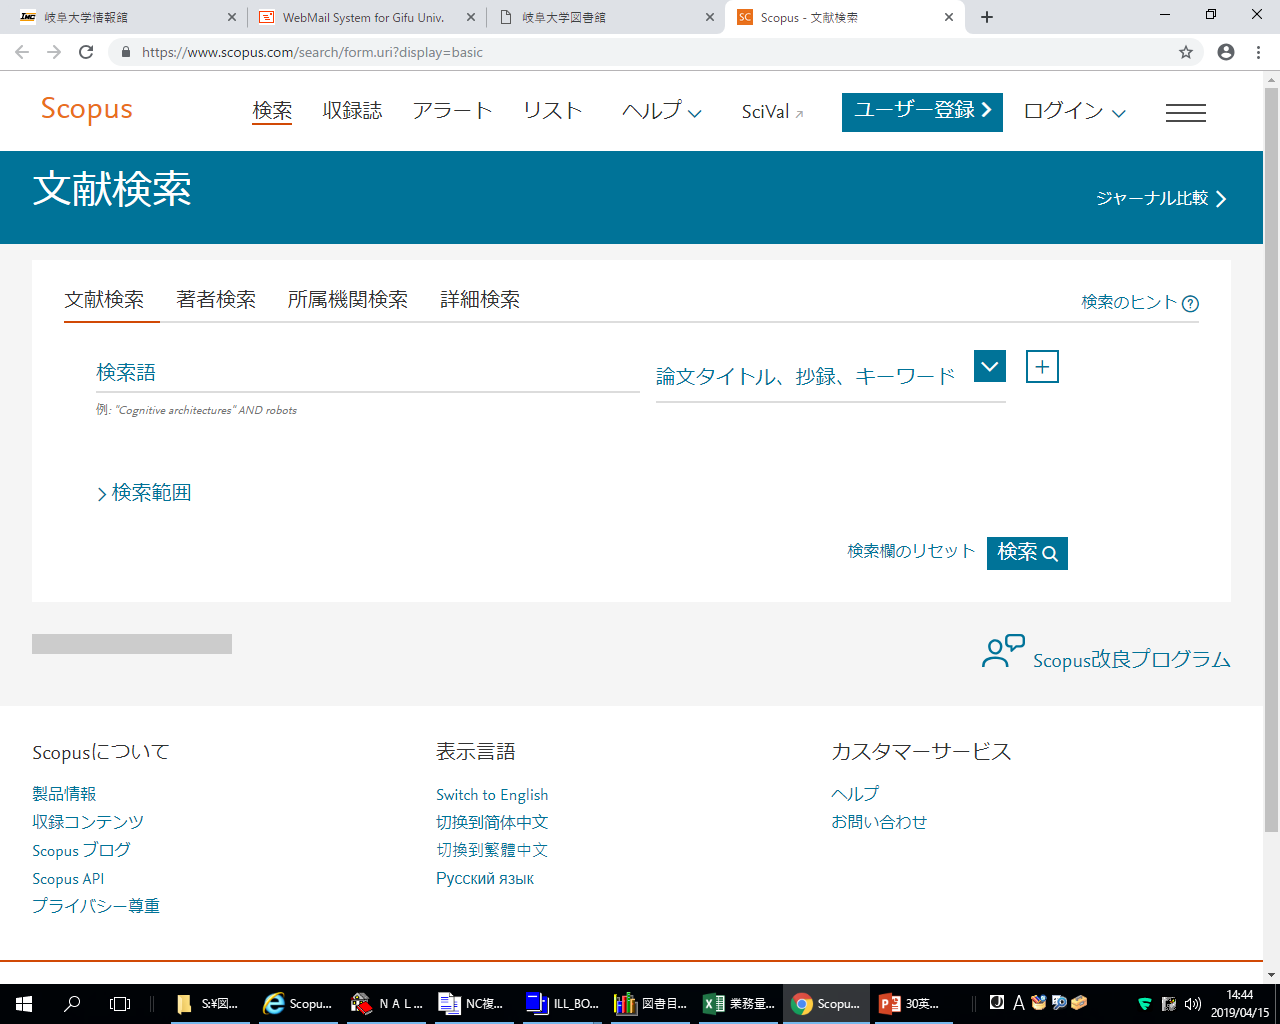 岐阜大学情報館
WebMail System for Gifu Univ.
岐阜大学図書館
Scopus - 文献検索
https://www.scopus.com/search/form.uri?display=basic
Scopus
検索 収録誌 アラート リスト ヘルプ SciVal ユーザー登録 ログイン
文献検索
ジャーナル比較
文献検索 著者検索 所属機関検索 詳細検索
検索のヒント
検索語
論文タイトル、抄録、キーワード
例: "Cognitive architectures" AND robots
検索範囲
検索欄のリセット 検索
Scopus改良プログラム
Scopusについて
製品情報
収録コンテンツ
Scopus ブログ
Scopus API
プライバシー尊重
表示言語
Switch to English
切換到简体中文
切換到繁體中文
Русский язык
カスタマーサービス
ヘルプ
お問い合わせ
S:¥図...
Scopu...
ＮＡＬ...
NC複...
ILL_BO...
図書目...
業務量...
Scopu...
30英...
A
14:44
2019/04/15